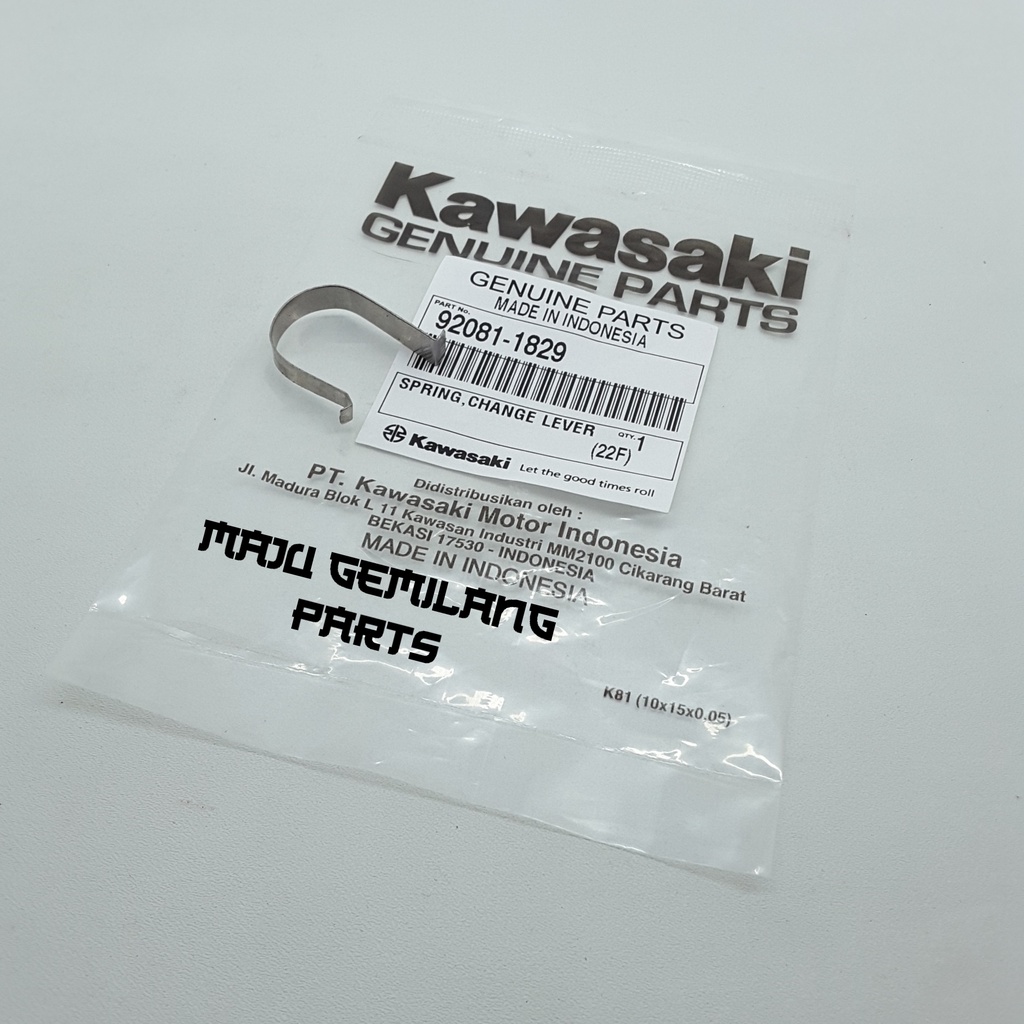 Kawasaki
GENUINE PARTS
GENUINE PARTS
MADE IN INDONESIA
PART No.
92081-1829
SPRING,CHANGE LEVER
QTY. 1
(22F)
Kawasaki Let the good times roll
Didistribusikan oleh :
PT. Kawasaki Motor Indonesia
Jl. Madura Blok L 11 Kawasan Industri MM2100 Cikarang Barat
BEKASI 17530 - INDONESIA
MADE IN INDONESIA
MAJU GEMILANG
PARTS
K81 (10x15x0.05)